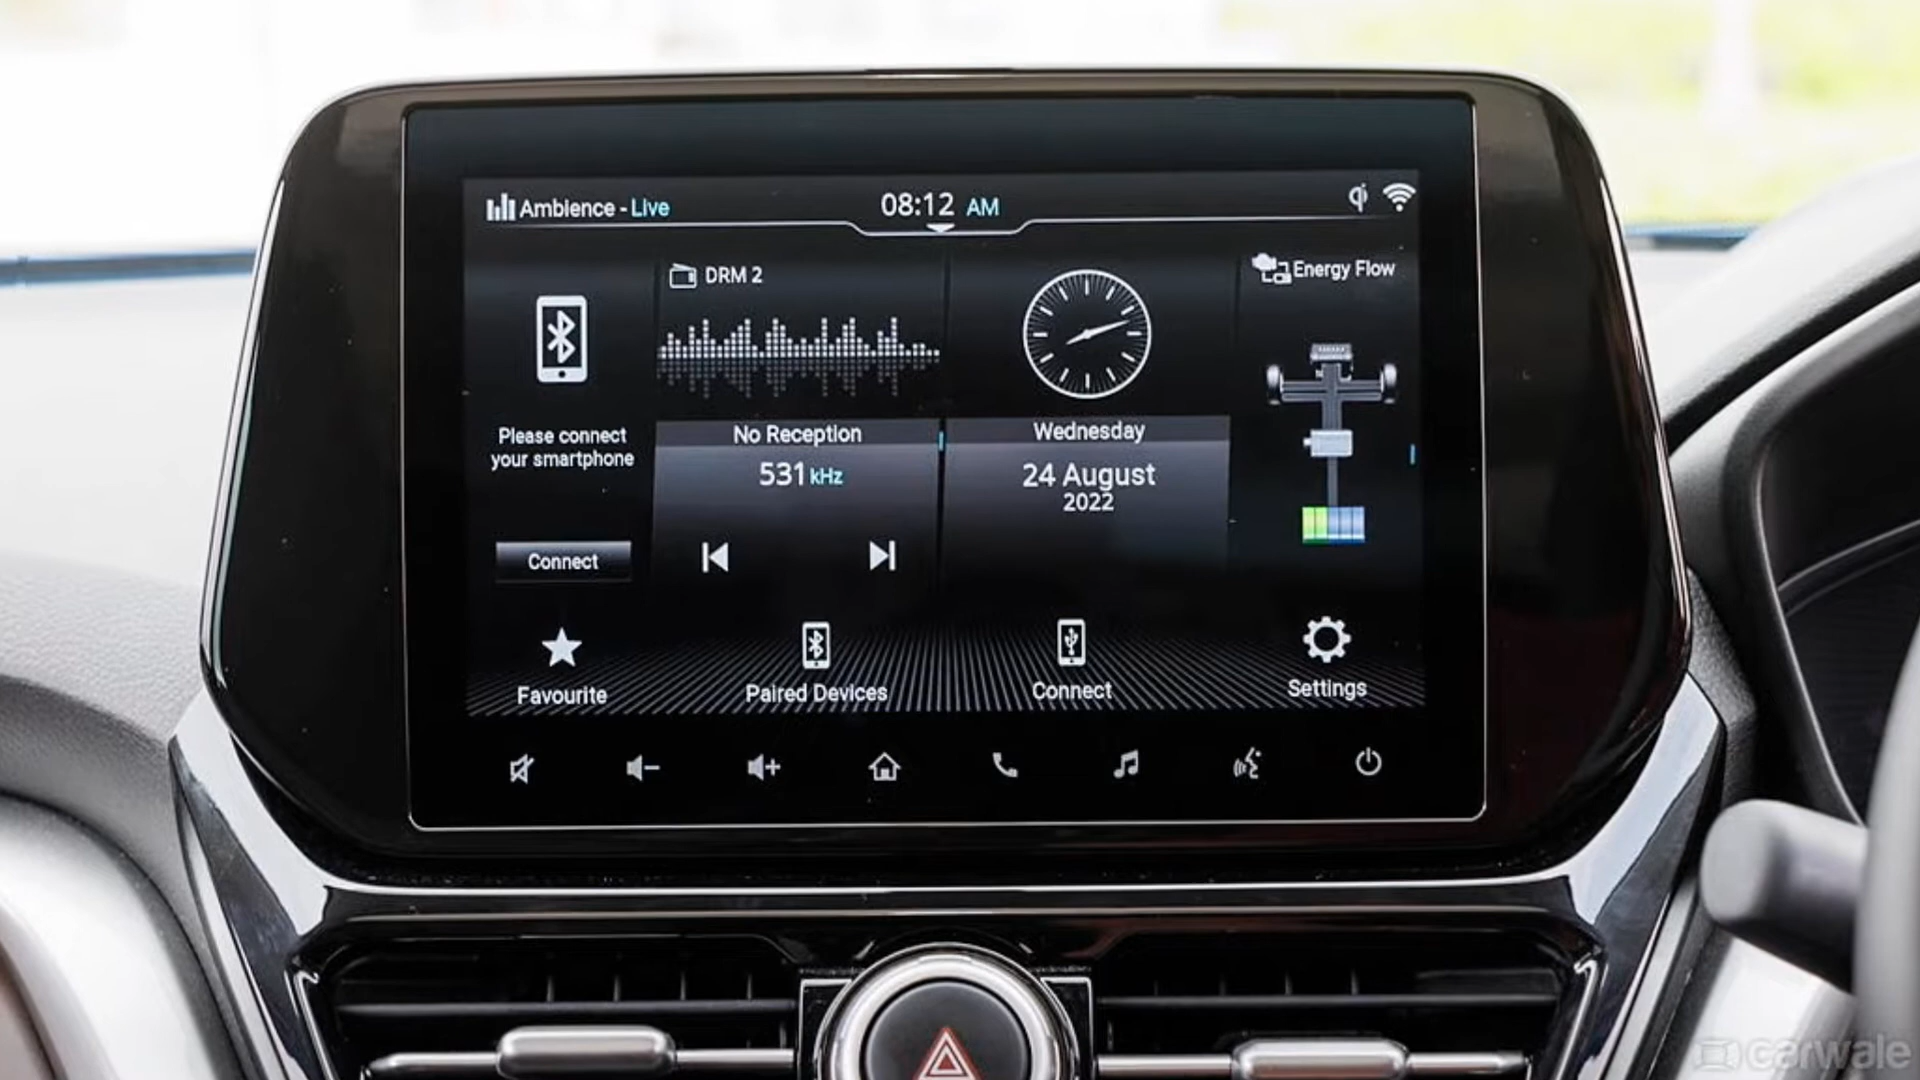 Ambience - Live
08:12 AM
DRM 2
Energy Flow
Please connect
your smartphone
No Reception
531 kHz
Wednesday
24 August
2022
Connect
Favourite
Paired Devices
Connect
Settings
carwale